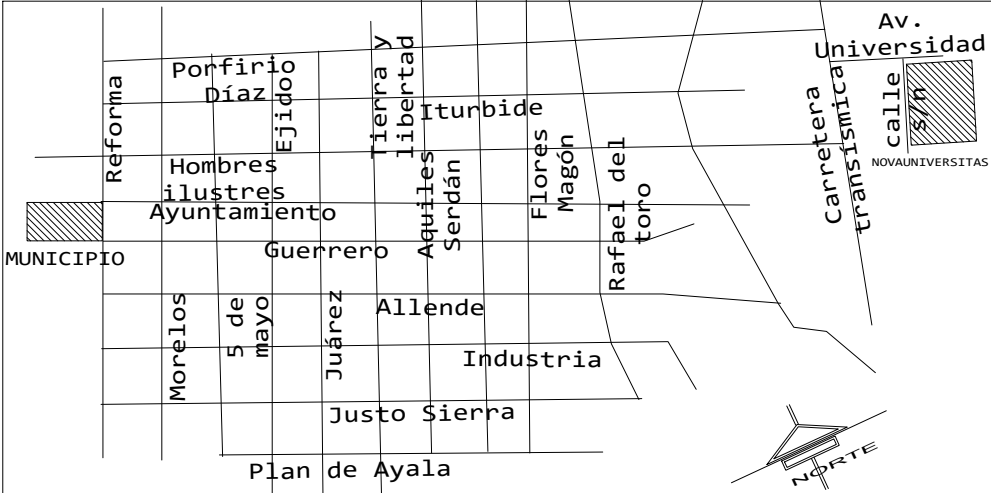 Av.
Universidad
Porfirio
Díaz
Reforma
Ejido
Tierra y
libertad
Iturbide
Carretera
transísmica
calle
s/n
NOVAUNIVERSITAS
Hombres
ilustres
Ayuntamiento
Aquiles
Serdán
Flores
Magón
Rafael del
toro
MUNICIPIO
Guerrero
Morelos
5 de
mayo
Juárez
Allende
Industria
Justo Sierra
Plan de Ayala
NORTE